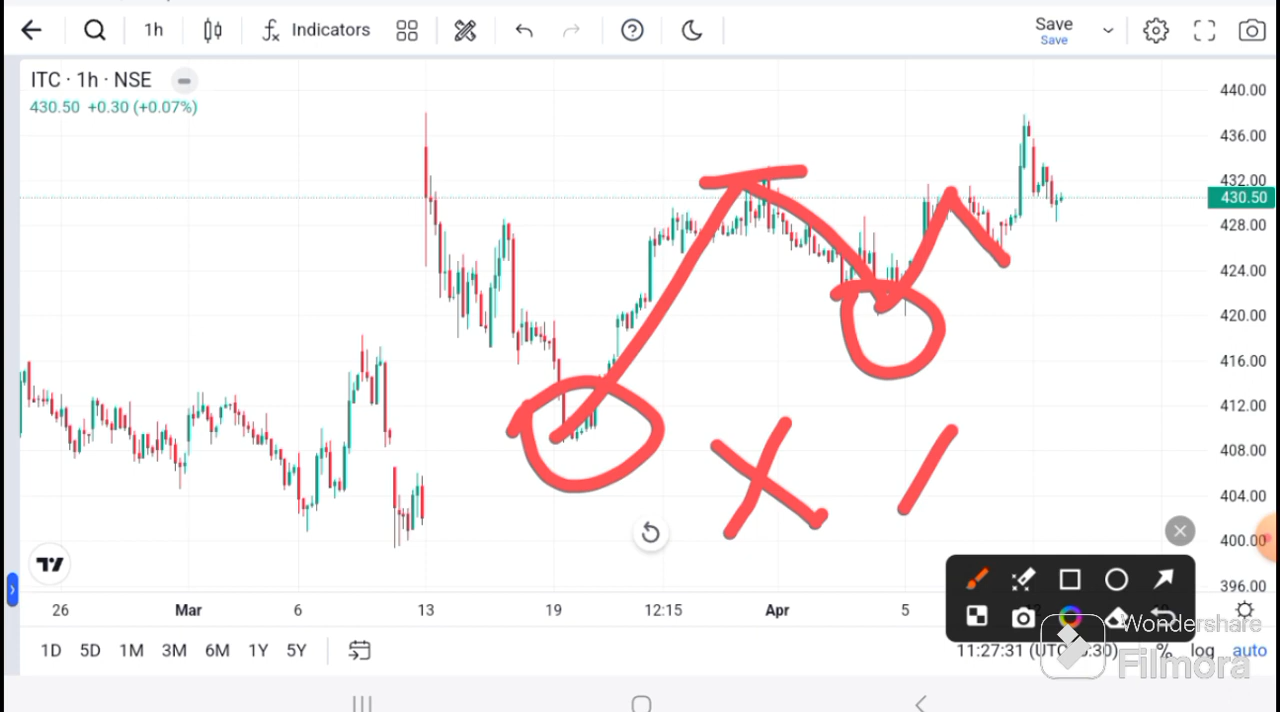 1h Indicators Save
Save
ITC · 1h · NSE
430.50 +0.30 (+0.07%)
440.00
436.00
432.00
430.50
428.00
424.00
420.00
416.00
412.00
408.00
404.00
400.00
396.00
26 Mar 6 13 19 12:15 Apr 5
1D 5D 1M 3M 6M 1Y 5Y
% log auto
Wondershare
Filmora